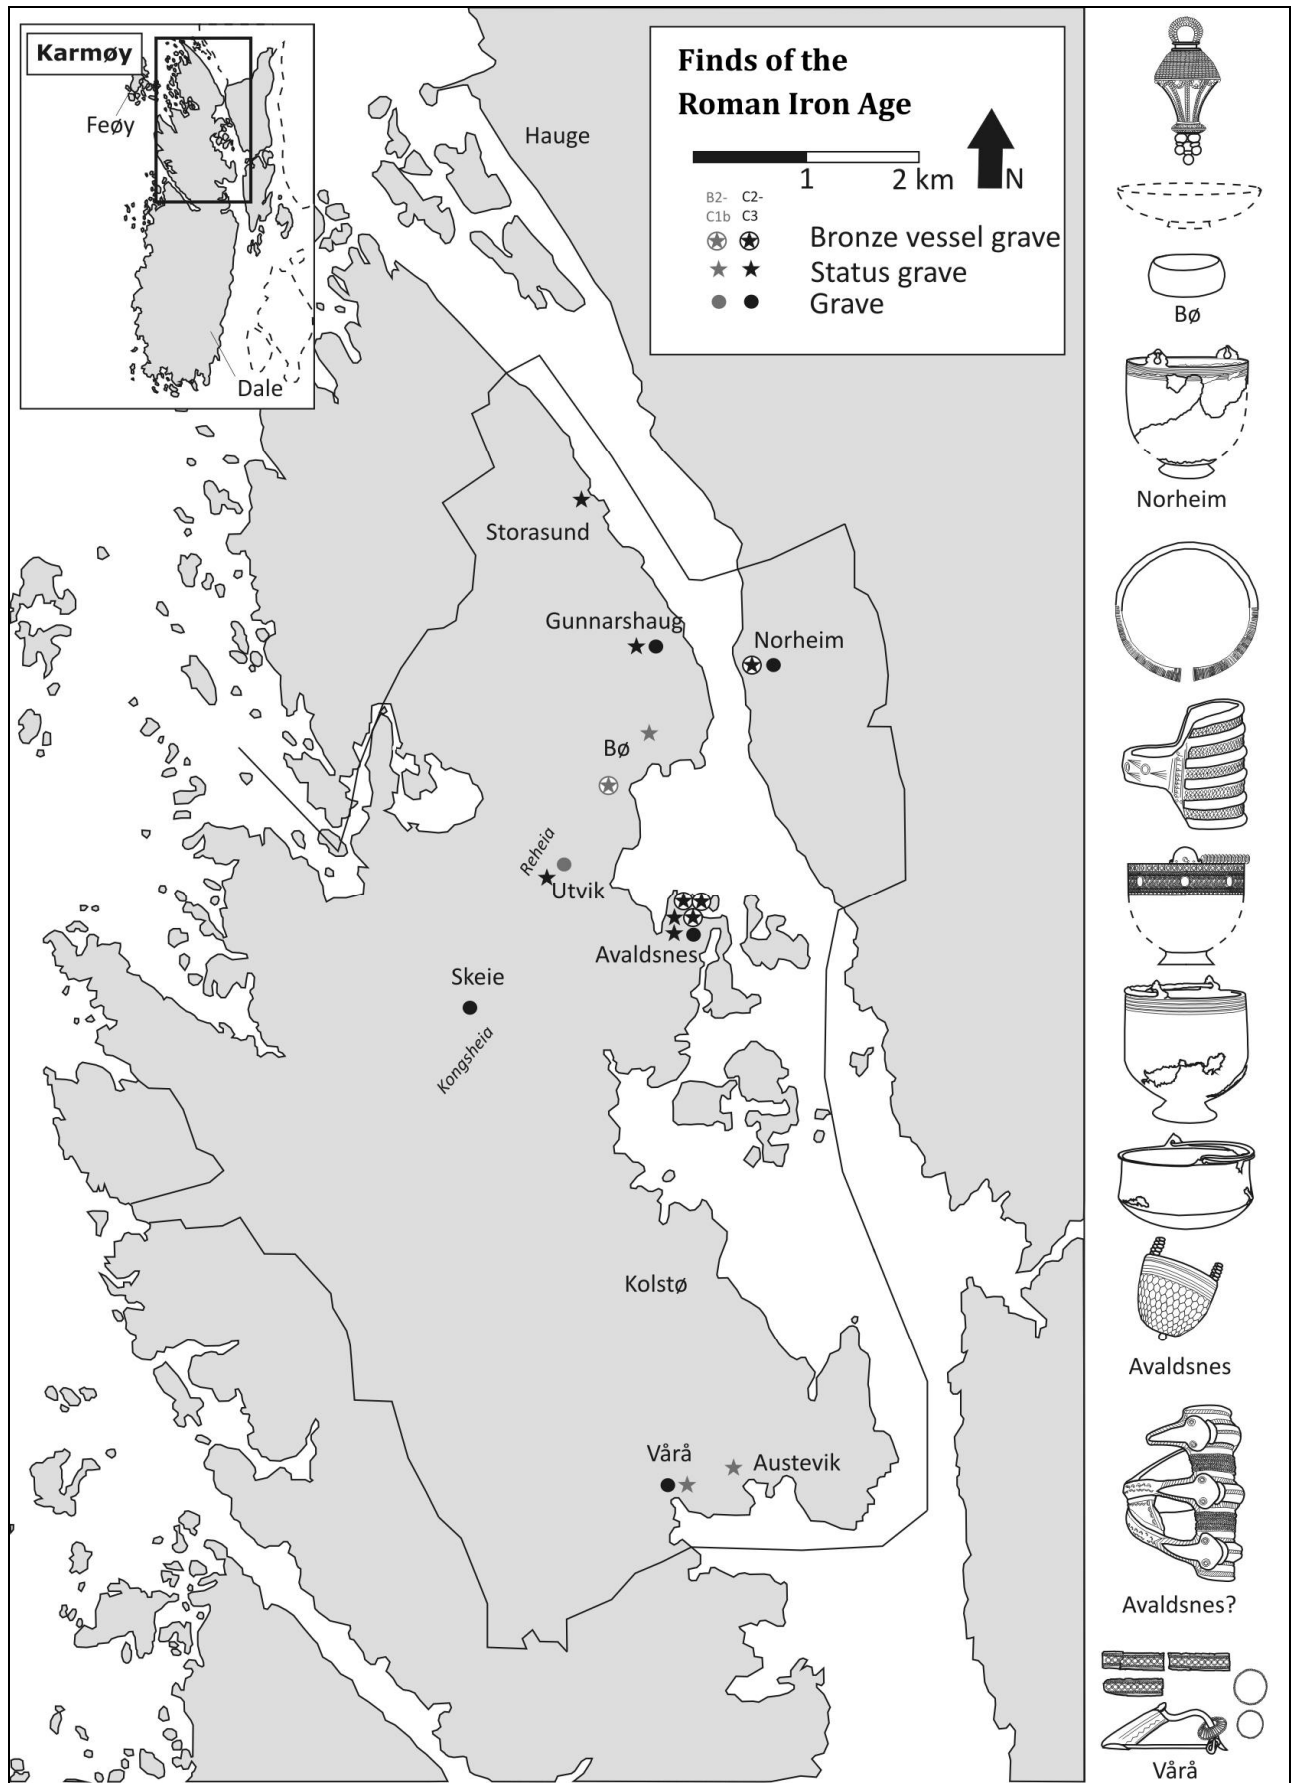 Karmøy
Feøy
Dale
Finds of the
Roman Iron Age
1 2 km N
B2- C2-
C1b C3
Bronze vessel grave
Status grave
Grave
Hauge
Storasund
Gunnarshaug
Norheim
Bø
Reheia
Utvik
Avaldsnes
Skeie
Kongsheia
Kolstø
Vårå
Austevik
Bø
Norheim
Avaldsnes
Avaldsnes?
Vårå